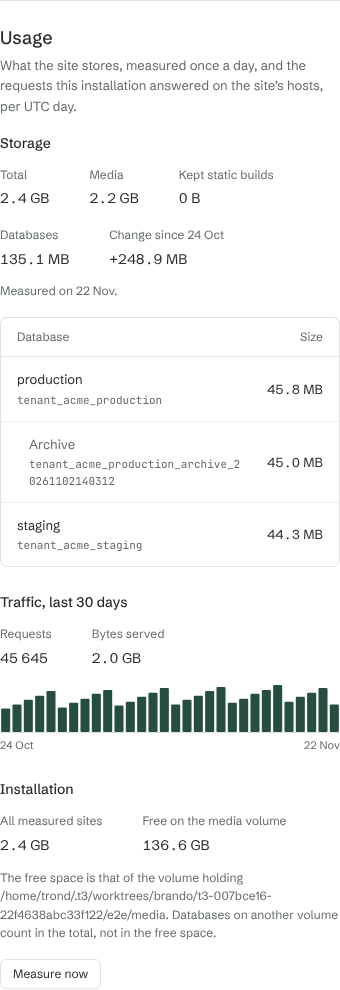 Usage
What the site stores, measured once a day, and the
requests this installation answered on the site's hosts,
per UTC day.
Storage
Total Media Kept static builds
2.4 GB 2.2 GB 0 B
Databases Change since 24 Oct
135.1 MB +248.9 MB
Measured on 22 Nov.
Database Size
production
tenant_acme_production
45.8 MB
Archive
tenant_acme_production_archive_2
0261102140312
45.0 MB
staging
tenant_acme_staging
44.3 MB
Traffic, last 30 days
Requests Bytes served
45 645 2.0 GB
24 Oct 22 Nov
Installation
All measured sites Free on the media volume
2.4 GB 136.6 GB
The free space is that of the volume holding
/home/trond/.t3/worktrees/brando/t3-007bce16-
22f4638abc33f122/e2e/media. Databases on another volume
count in the total, not in the free space.
Measure now